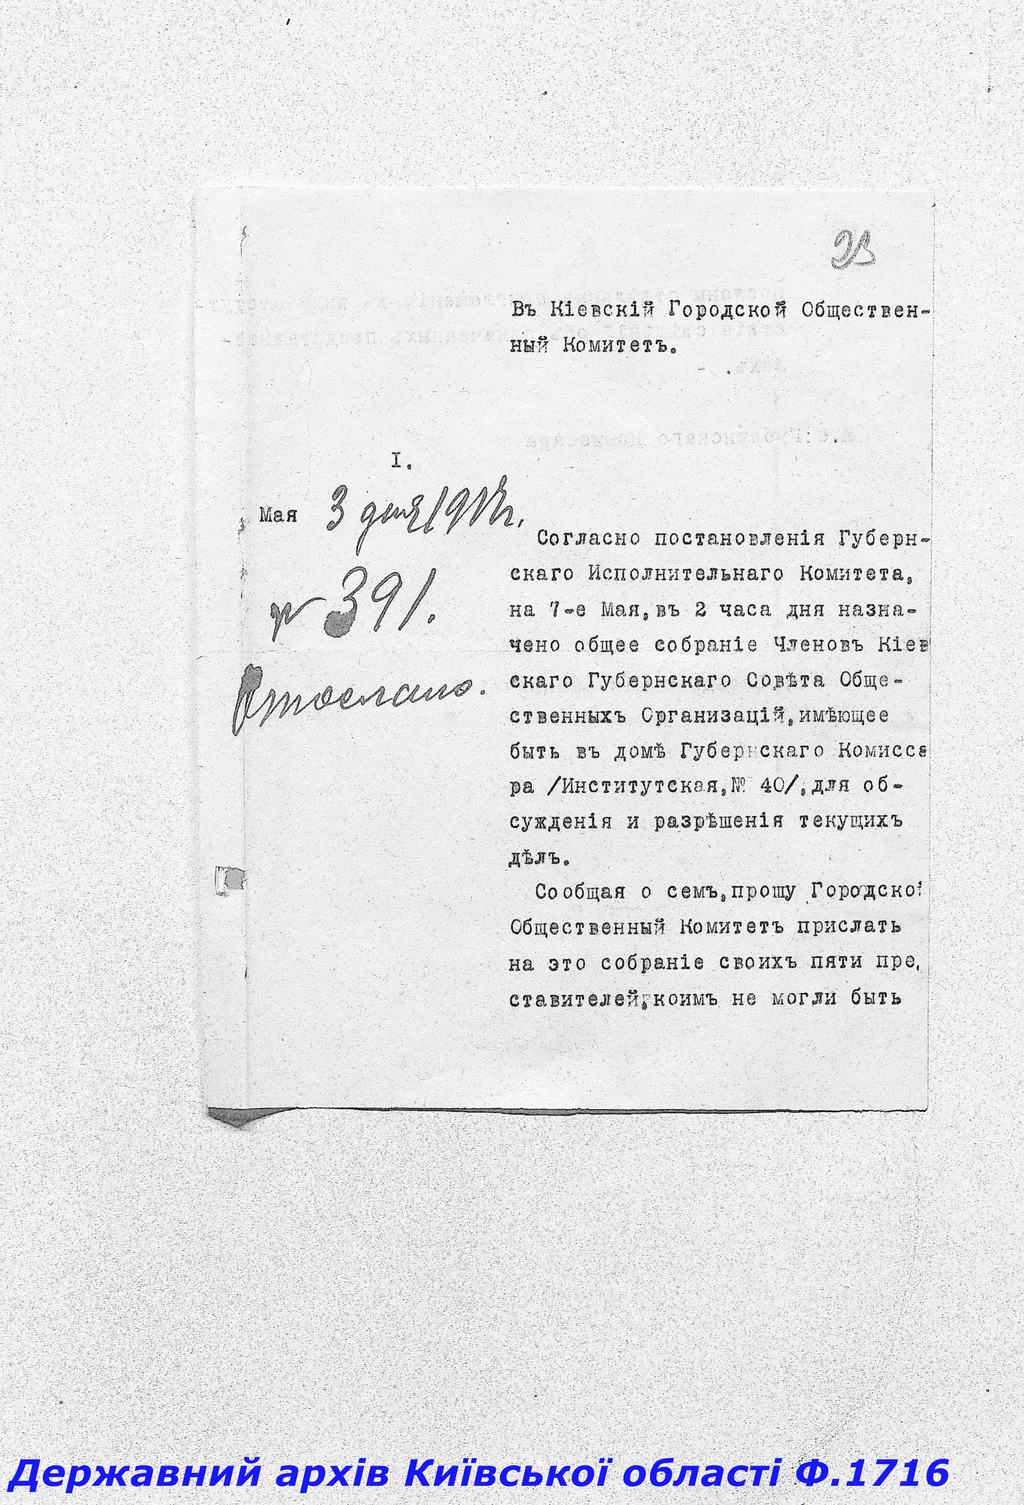 23
Въ Кіевскій Городской Обществен-
ный Комитетъ.
I.
Мая 3 дня 1917 г.
№ 391.
Отослано.
Согласно постановленія Губерн-
скаго Исполнительнаго Комитета,
на 7-е Мая, въ 2 часа дня назна-
чено общее собраніе Членовъ Кіев
скаго Губернскаго Совѣта Обще-
ственныхъ Организацій, имѣющее
быть въ домѣ Губернскаго Комисса
ра /Институтская, № 40/, для об-
сужденія и разрѣшенія текущихъ
дѣлъ.
Сообщая о семъ, прошу Городской
Общественный Комитетъ прислать
на это собраніе своихъ пяти пре,
ставителей, коимъ не могли быть
Державний архів Київської області Ф.1716